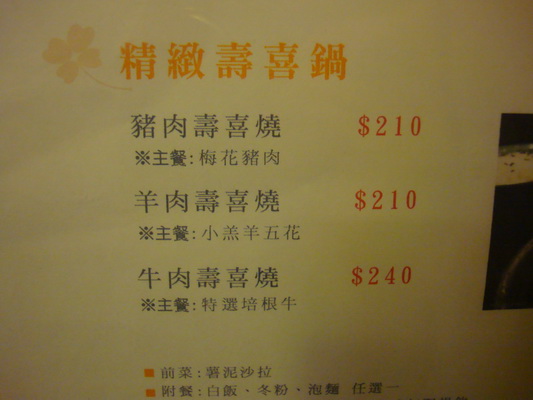 精緻壽喜鍋
豬肉壽喜燒 $210
※主餐:梅花豬肉
羊肉壽喜燒 $210
※主餐:小羔羊五花
牛肉壽喜燒 $240
※主餐:特選培根牛
■前菜:薯泥沙拉
■附餐:白飯、冬粉、泡麵 任選一